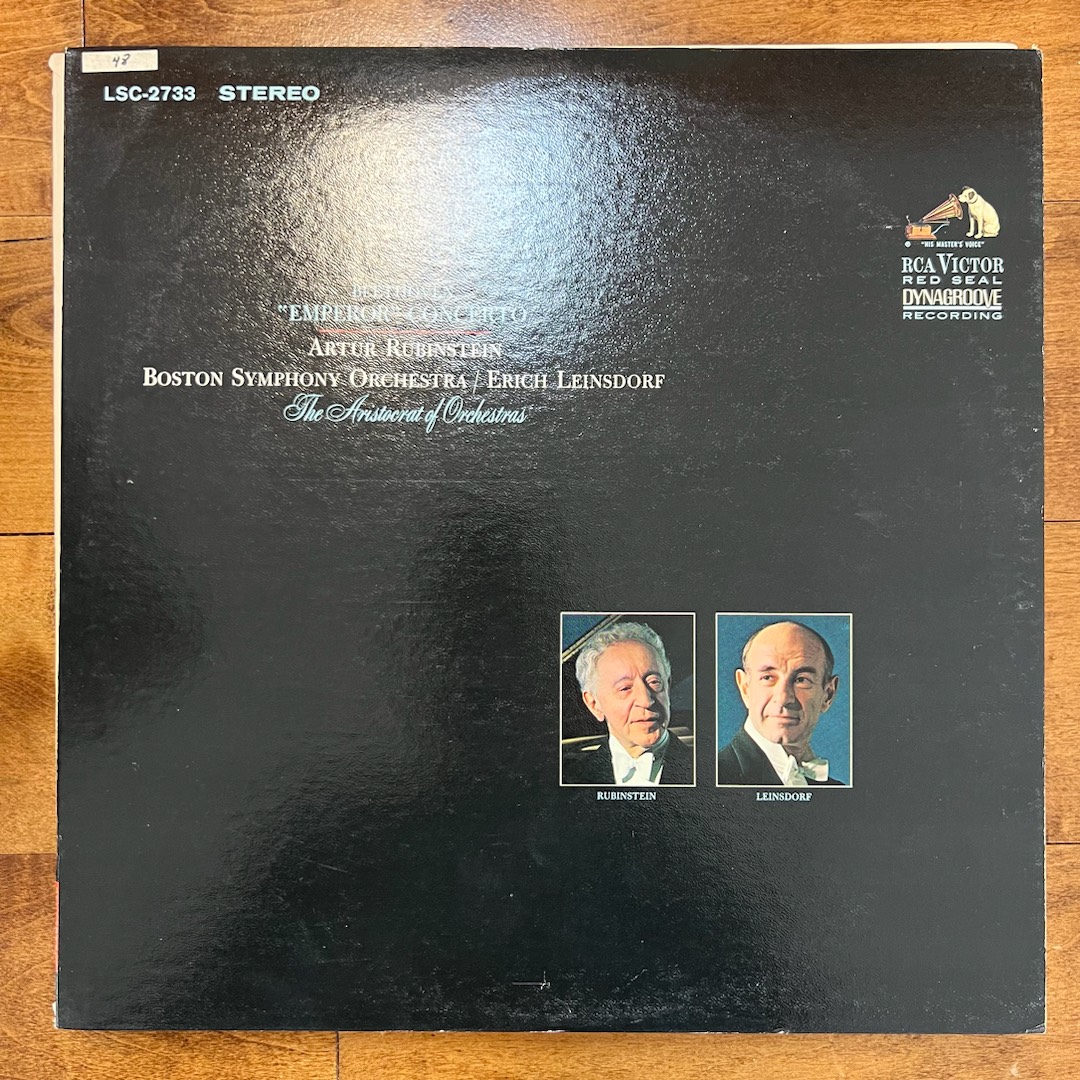 48
LSC-2733 STEREO
"HIS MASTER'S VOICE"
RCA VICTOR
RED SEAL
DYNAGROOVE
RECORDING
"EMPEROR" CONCERTO
ARTUR RUBINSTEIN
BOSTON SYMPHONY ORCHESTRA / ERICH LEINSDORF
The Aristocrat of Orchestras
RUBINSTEIN
LEINSDORF